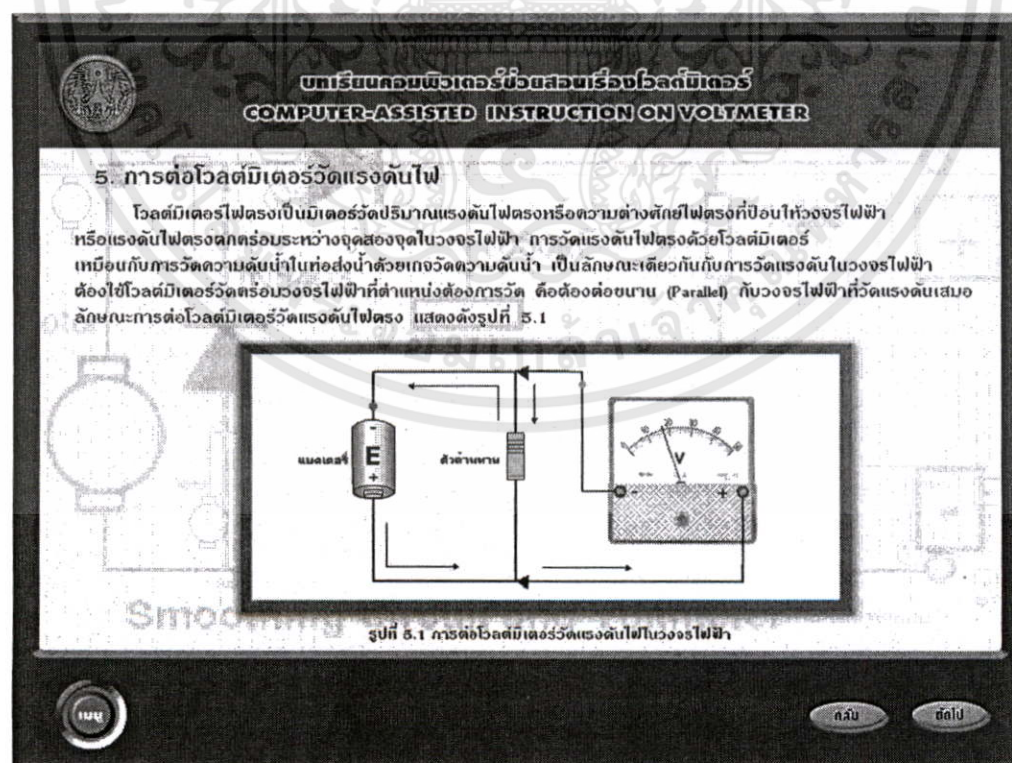 บทเรียนคอมพิวเตอร์ช่วยสอนเรื่องโวลต์มิเตอร์
COMPUTER-ASSISTED INSTRUCTION ON VOLTMETER
5. การต่อโวลต์มิเตอร์วัดแรงดันไฟ
โวลต์มิเตอร์ไฟตรงเป็นมิเตอร์วัดปริมาณแรงดันไฟตรงหรือความต่างศักย์ไฟตรงที่ป้อนให้วงจรไฟฟ้า
หรือแรงดันไฟตรงตกคร่อมระหว่างจุดสองจุดในวงจรไฟฟ้า การวัดแรงดันไฟตรงด้วยโวลต์มิเตอร์
เหมือนกับการวัดความดันน้ำในท่อส่งน้ำด้วยเกจวัดความดันน้ำ เป็นลักษณะเดียวกันกับการวัดแรงดันในวงจรไฟฟ้า
ต้องใช้โวลต์มิเตอร์วัดคร่อมวงจรไฟฟ้าที่ตำแหน่งต้องการวัด คือต้องต่อขนาน (Parallel) กับวงจรไฟฟ้าที่วัดแรงดันเสมอ
ลักษณะการต่อโวลต์มิเตอร์วัดแรงดันไฟตรง แสดงดังรูปที่ 5.1
แบตเตอรี่
-
E
+
ตัวต้านทาน
0 10 20 30 40 50
V
- +
Smoothing
รูปที่ 5.1 การต่อโวลต์มิเตอร์วัดแรงดันไฟในวงจรไฟฟ้า
เมนู
กลับ
ถัดไป